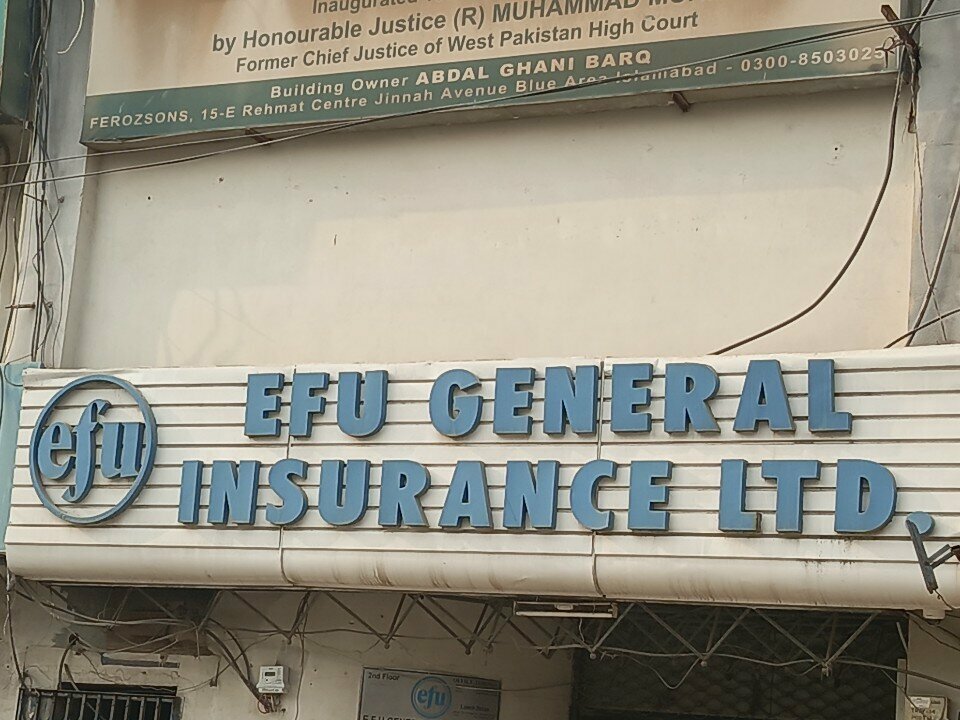 Inaugurated
by Honourable Justice (R) MUHAMMAD
Former Chief Justice of West Pakistan High Court
Building Owner ABDAL GHANI BARQ
FEROZSONS, 15-E Rehmat Centre Jinnah Avenue Blue Area Islamabad - 0300-8503025
efu
EFU GENERAL
INSURANCE LTD.
2nd Floor
efu